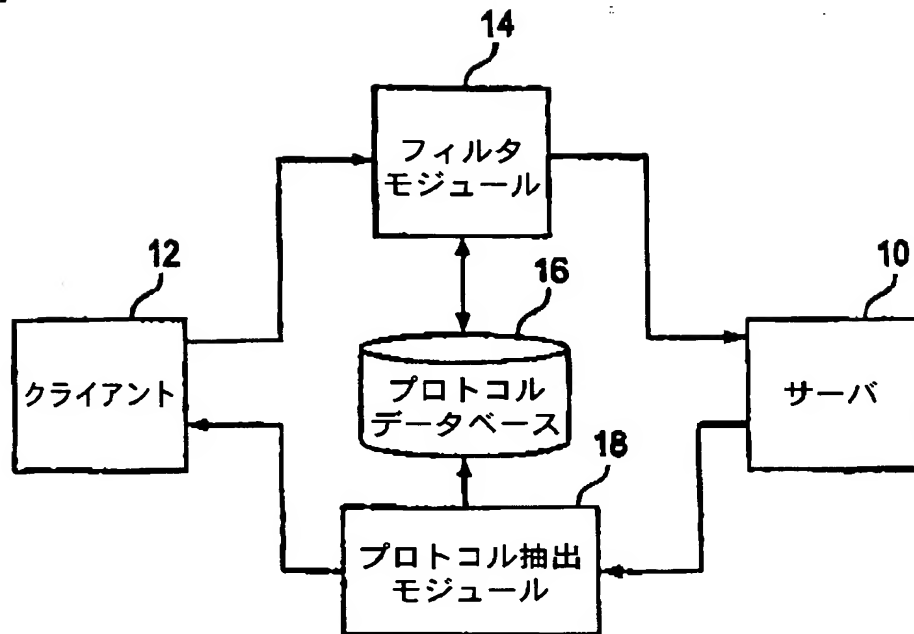 14
フィルタ
モジュール
12
クライアント
16
プロトコル
データベース
10
サーバ
18
プロトコル抽出
モジュール